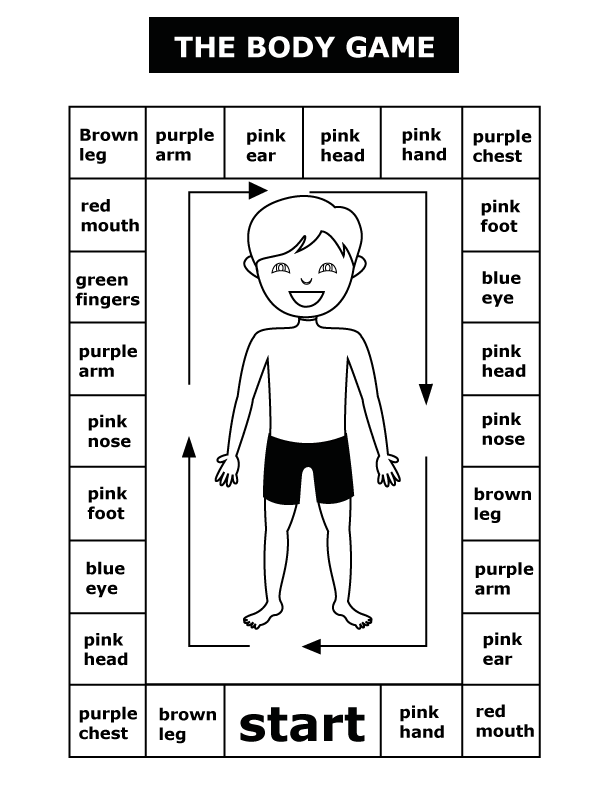 THE BODY GAME
Brown
leg
purple
arm
pink
ear
pink
head
pink
hand
purple
chest
red
mouth
pink
foot
green
fingers
blue
eye
purple
arm
pink
head
pink
nose
pink
nose
pink
foot
brown
leg
blue
eye
purple
arm
pink
head
pink
ear
purple
chest
brown
leg
start
pink
hand
red
mouth